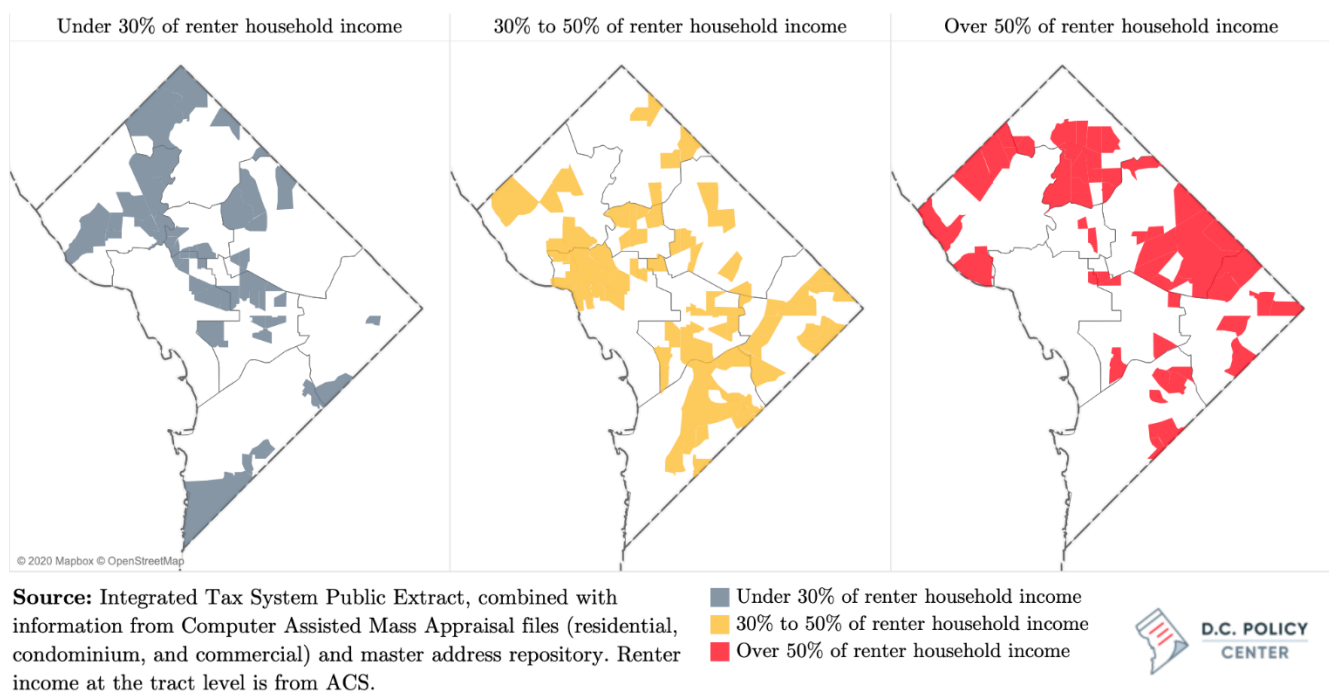 Under 30% of renter household income
30% to 50% of renter household income
Over 50% of renter household income
© 2020 Mapbox © OpenStreetMap
Source: Integrated Tax System Public Extract, combined with
information from Computer Assisted Mass Appraisal files (residential,
condominium, and commercial) and master address repository. Renter
income at the tract level is from ACS.
Under 30% of renter household income
30% to 50% of renter household income
Over 50% of renter household income
D.C. POLICY
CENTER